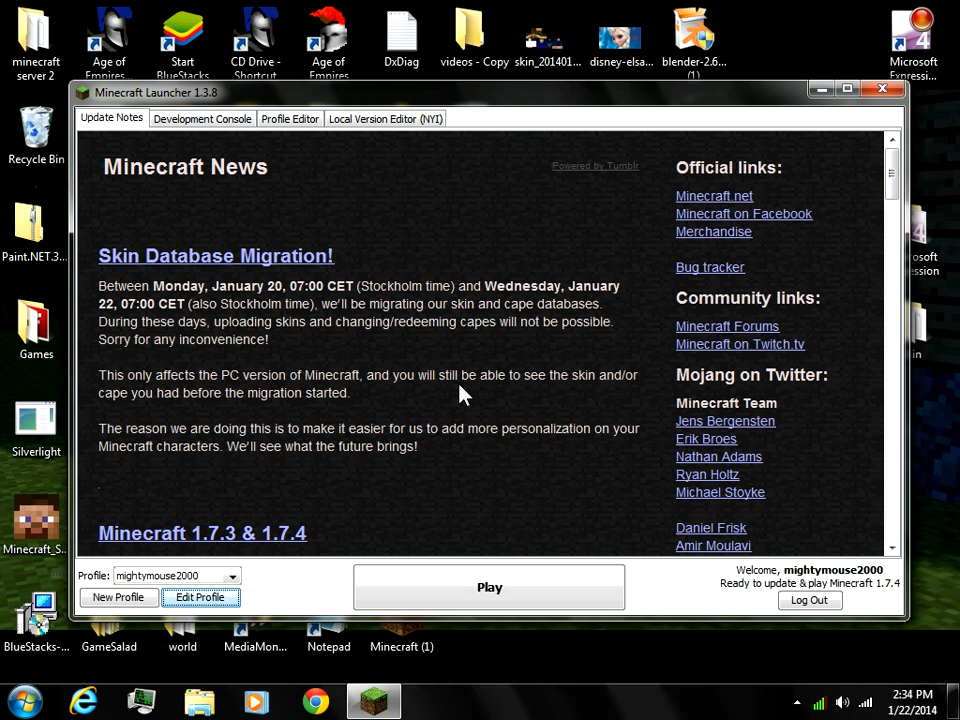 minecraft server 2
Age of Empires...
Start BlueStacks
CD Drive - Shortcut
Age of Empires
DxDiag
videos - Copy
skin_201401...
disney-elsa...
blender-2.6... (1)
Microsoft Expressi...
Recycle Bin
Paint.NET.3...
Games
Silverlight
Minecraft_S...
BlueStacks-...
Minecraft Launcher 1.3.8
Update Notes
Development Console
Profile Editor
Local Version Editor (NYI)
Minecraft News
Powered by Tumblr
Skin Database Migration!
Between Monday, January 20, 07:00 CET (Stockholm time) and Wednesday, January
22, 07:00 CET (also Stockholm time), we'll be migrating our skin and cape databases.
During these days, uploading skins and changing/redeeming capes will not be possible.
Sorry for any inconvenience!
This only affects the PC version of Minecraft, and you will still be able to see the skin and/or
cape you had before the migration started.
The reason we are doing this is to make it easier for us to add more personalization on your
Minecraft characters. We'll see what the future brings!
.
Minecraft 1.7.3 & 1.7.4
Official links:
Minecraft.net
Minecraft on Facebook
Merchandise
Bug tracker
Community links:
Minecraft Forums
Minecraft on Twitch.tv
Mojang on Twitter:
Minecraft Team
Jens Bergensten
Erik Broes
Nathan Adams
Ryan Holtz
Michael Stoyke
Daniel Frisk
Amir Moulavi
Profile: mightymouse2000
New Profile
Edit Profile
Play
Welcome, mightymouse2000
Ready to update & play Minecraft 1.7.4
Log Out
GameSalad
world
MediaMon...
Notepad
Minecraft (1)
2:34 PM
1/22/2014